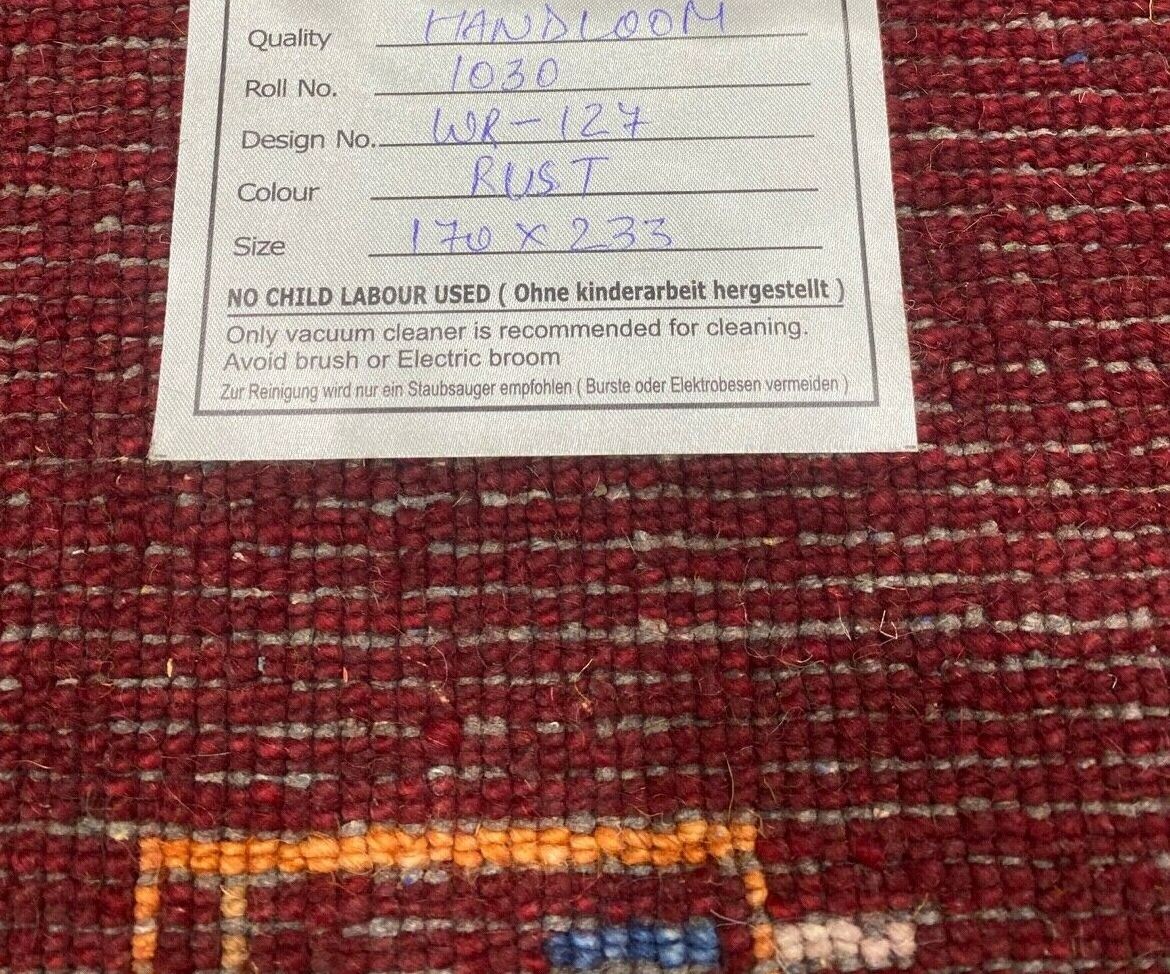 Quality HANDLOOM
Roll No. 1030
Design No. WR-127
Colour RUST
Size 170 x 233
NO CHILD LABOUR USED ( Ohne kinderarbeit hergestellt )
Only vacuum cleaner is recommended for cleaning.
Avoid brush or Electric broom
Zur Reinigung wird nur ein Staubsauger empfohlen ( Burste oder Elektrobesen vermeiden )